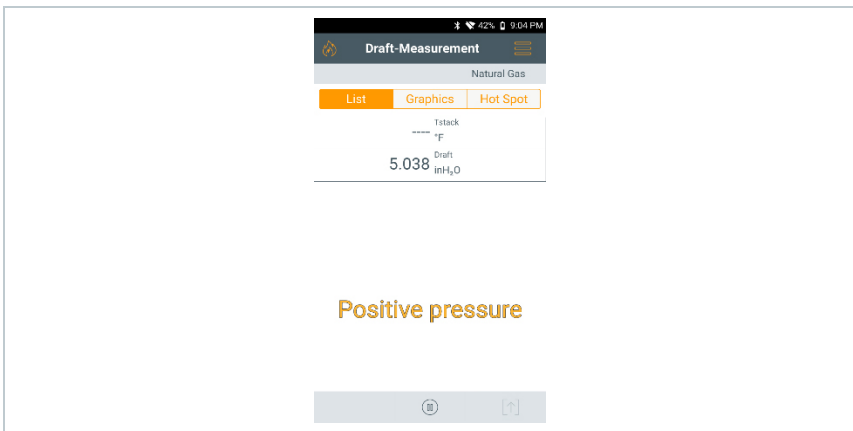 42% 9:04 PM
Draft-Measurement
Natural Gas
List Graphics Hot Spot
Tstack
---- °F
Draft
5.038 inH₂O
Positive pressure